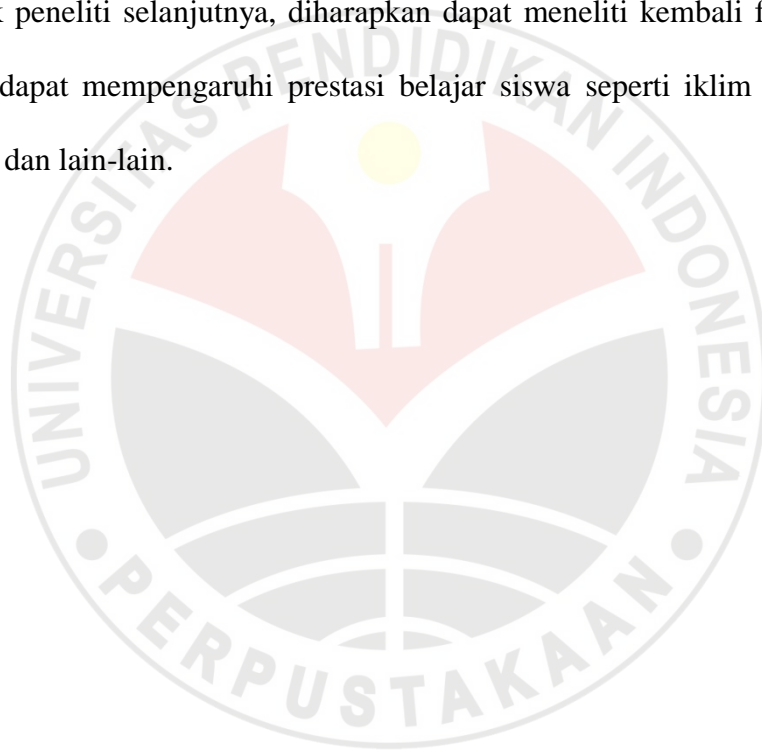 k peneliti selanjutnya, diharapkan dapat meneliti kembali f
dapat mempengaruhi prestasi belajar siswa seperti iklim
dan lain-lain.
UNIVERSITAS PENDIDIKAN INDONESIA
PERPUSTAKAAN